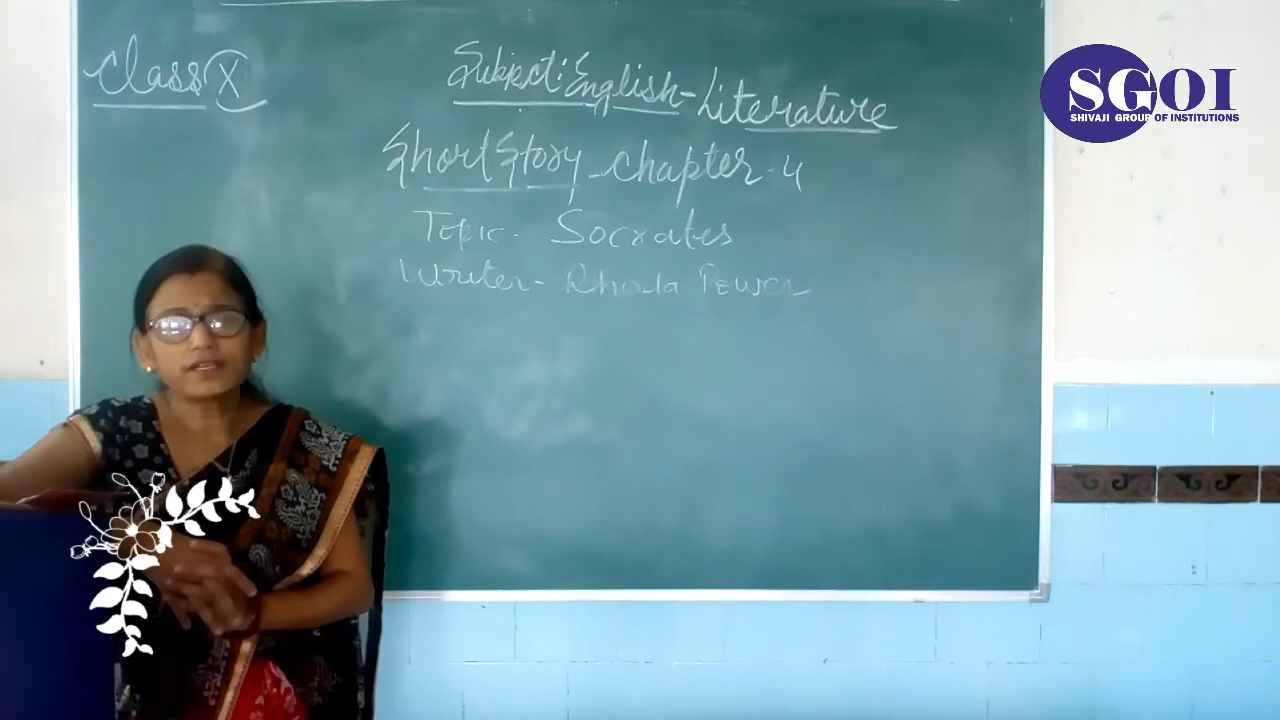 Class X
Subject: English-Literature
Short Story - Chapter-4
Topic- Socrates
Writer- Rhoda Power
SGOI
SHIVAJI GROUP OF INSTITUTIONS